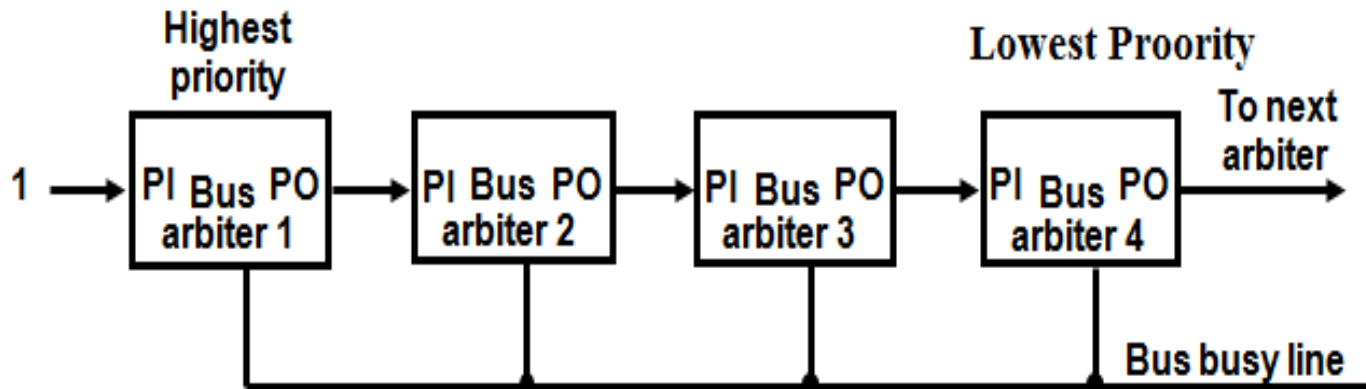 Highest
priority
Lowest Proority
To next
arbiter
1
PI Bus PO
arbiter 1
PI Bus PO
arbiter 2
PI Bus PO
arbiter 3
PI Bus PO
arbiter 4
Bus busy line